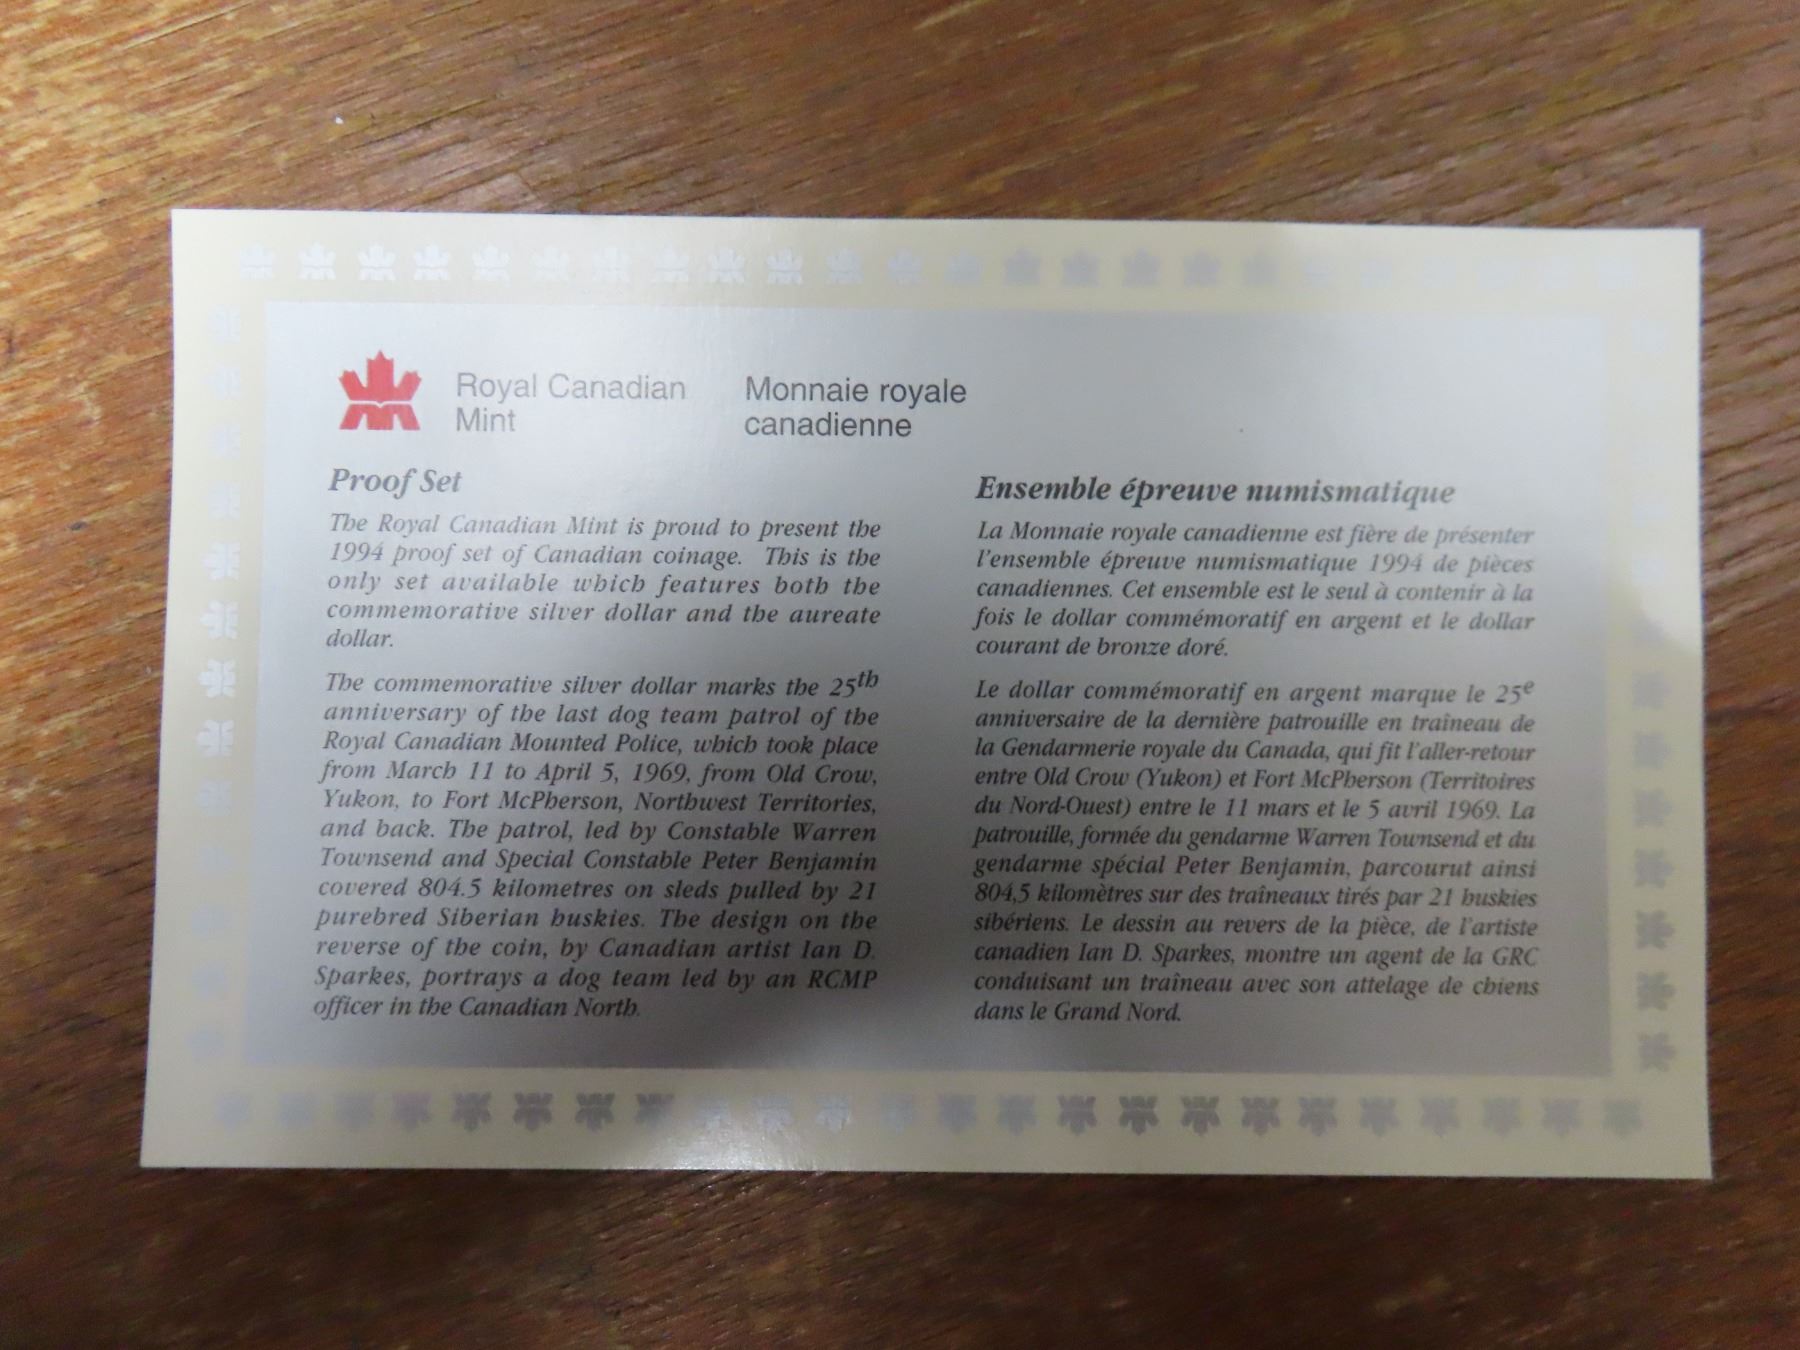 Royal Canadian
Mint
Monnaie royale
canadienne
Proof Set
The Royal Canadian Mint is proud to present the
1994 proof set of Canadian coinage. This is the
only set available which features both the
commemorative silver dollar and the aureate
dollar.
The commemorative silver dollar marks the 25th
anniversary of the last dog team patrol of the
Royal Canadian Mounted Police, which took place
from March 11 to April 5, 1969, from Old Crow,
Yukon, to Fort McPherson, Northwest Territories,
and back. The patrol, led by Constable Warren
Townsend and Special Constable Peter Benjamin
covered 804.5 kilometres on sleds pulled by 21
purebred Siberian huskies. The design on the
reverse of the coin, by Canadian artist Ian D.
Sparkes, portrays a dog team led by an RCMP
officer in the Canadian North.
Ensemble épreuve numismatique
La Monnaie royale canadienne est fière de présenter
l'ensemble épreuve numismatique 1994 de pièces
canadiennes. Cet ensemble est le seul à contenir à la
fois le dollar commémoratif en argent et le dollar
courant de bronze doré.
Le dollar commémoratif en argent marque le 25e
anniversaire de la dernière patrouille en traîneau de
la Gendarmerie royale du Canada, qui fit l'aller-retour
entre Old Crow (Yukon) et Fort McPherson (Territoires
du Nord-Ouest) entre le 11 mars et le 5 avril 1969. La
patrouille, formée du gendarme Warren Townsend et du
gendarme spécial Peter Benjamin, parcourut ainsi
804,5 kilomètres sur des traîneaux tirés par 21 huskies
sibériens. Le dessin au revers de la pièce, de l'artiste
canadien Ian D. Sparkes, montre un agent de la GRC
conduisant un traîneau avec son attelage de chiens
dans le Grand Nord.